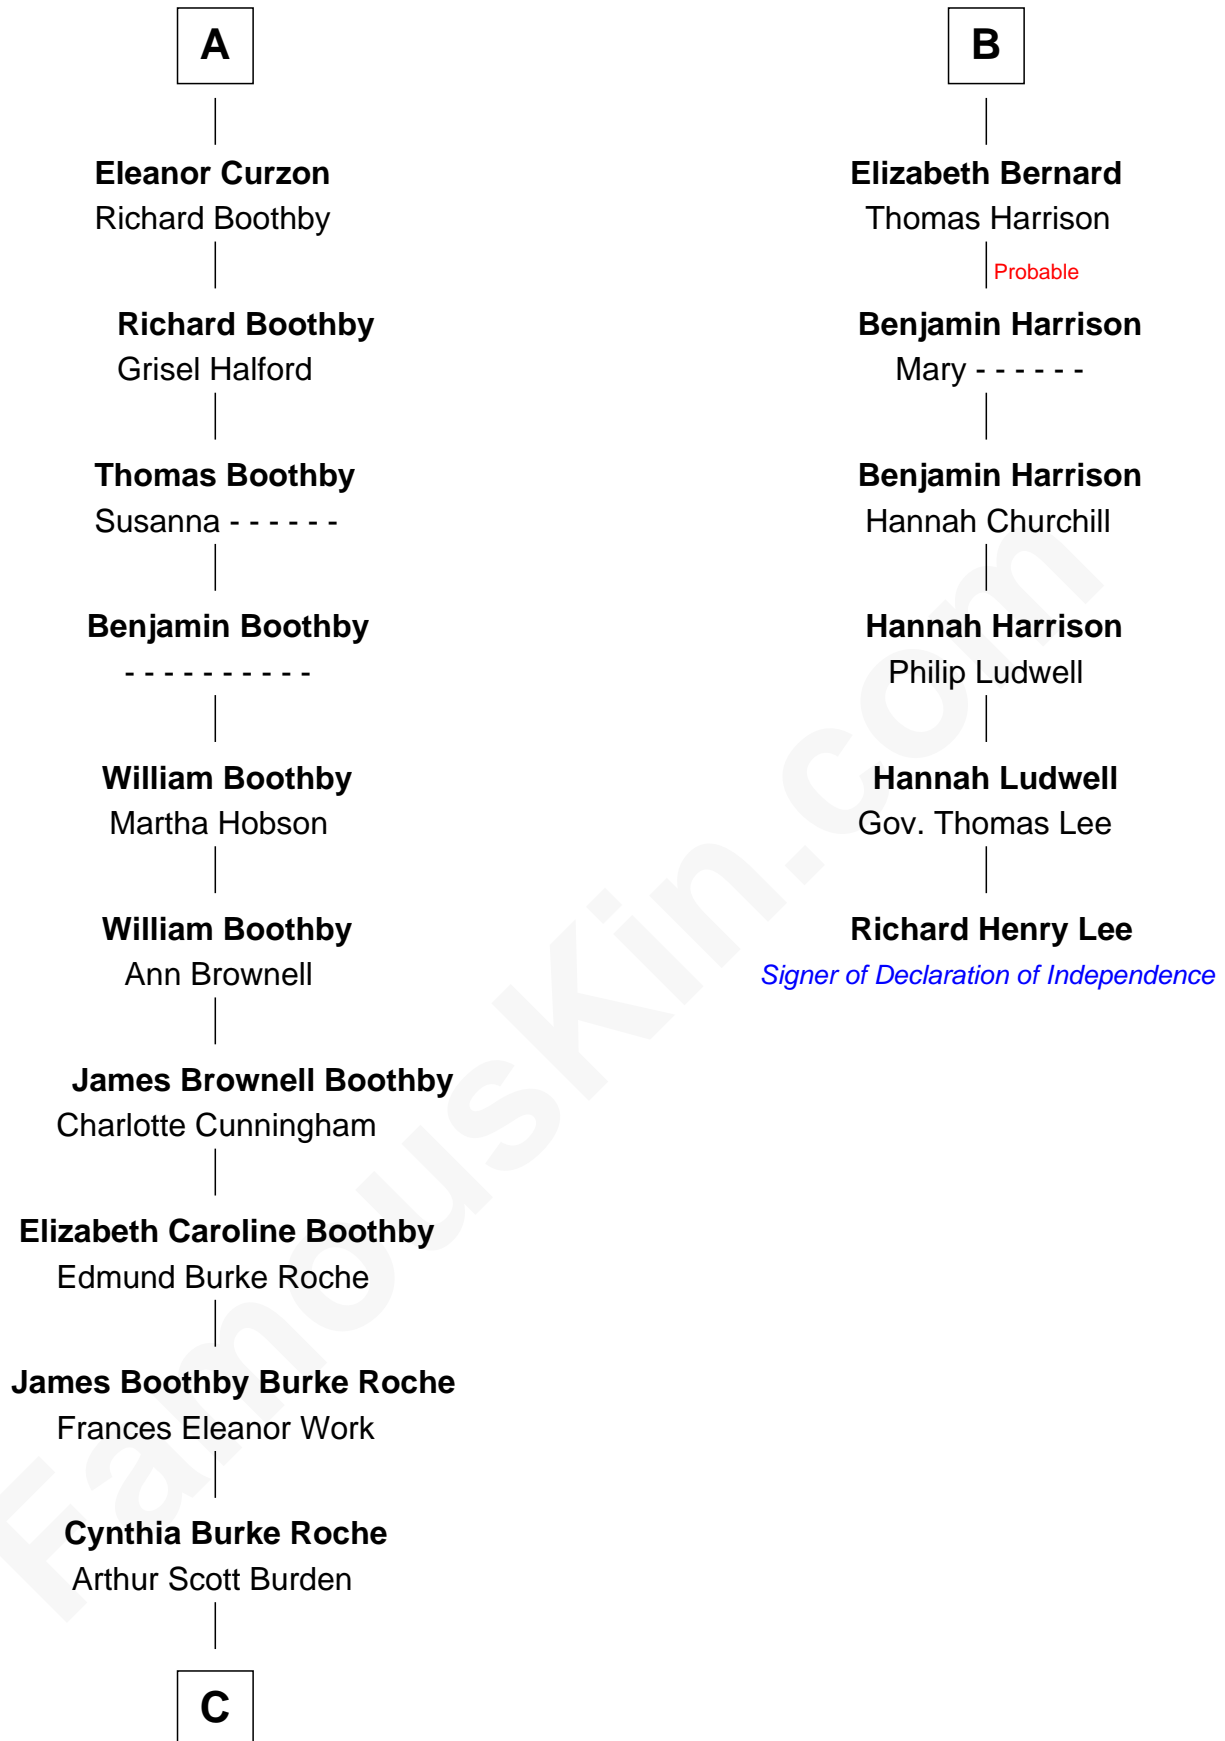 A
Eleanor Curzon
Richard Boothby
Richard Boothby
Grisel Halford
Thomas Boothby
Susanna - - - - - -
Benjamin Boothby
- - - - - - - - - -
William Boothby
Martha Hobson
William Boothby
Ann Brownell
James Brownell Boothby
Charlotte Cunningham
Elizabeth Caroline Boothby
Edmund Burke Roche
James Boothby Burke Roche
Frances Eleanor Work
Cynthia Burke Roche
Arthur Scott Burden
C
B
Elizabeth Bernard
Thomas Harrison
Probable
Benjamin Harrison
Mary - - - - - -
Benjamin Harrison
Hannah Churchill
Hannah Harrison
Philip Ludwell
Hannah Ludwell
Gov. Thomas Lee
Richard Henry Lee
Signer of Declaration of Independence
FamousKin.com